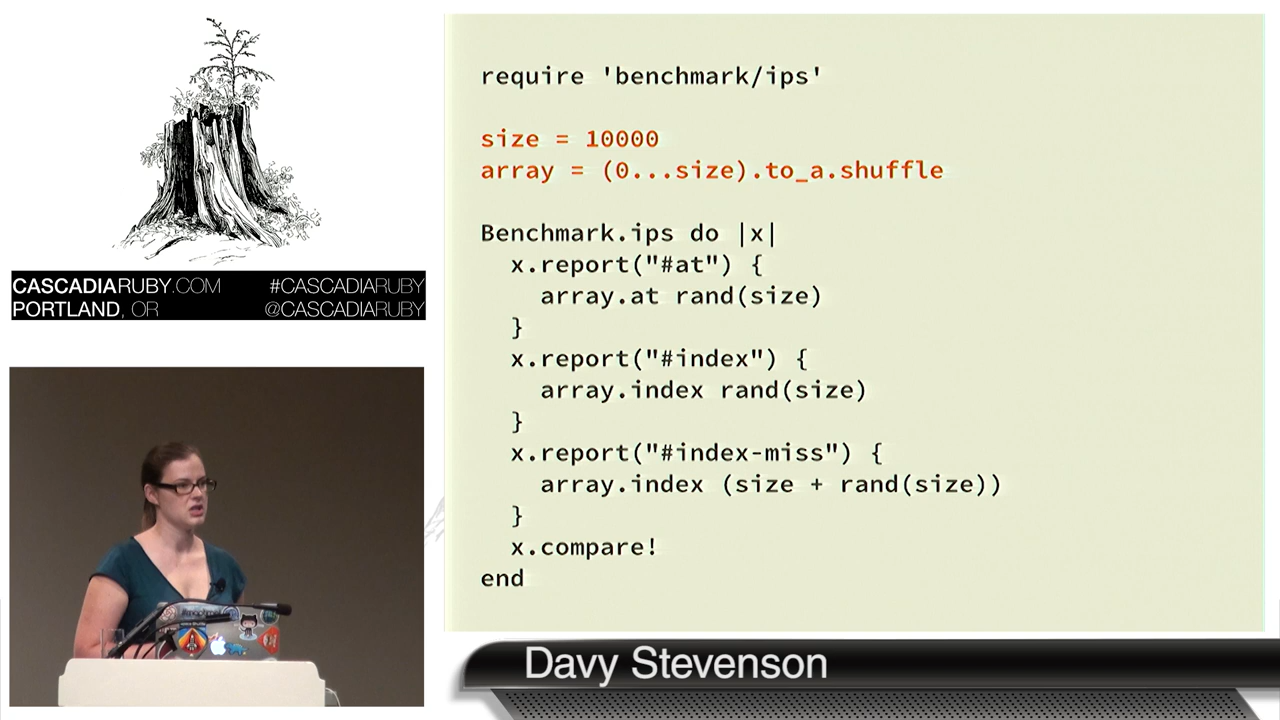 CASCADIARUBY.COM #CASCADIARUBY
PORTLAND, OR @CASCADIARUBY
require 'benchmark/ips'
size = 10000
array = (0...size).to_a.shuffle
Benchmark.ips do |x|
x.report("#at") {
array.at rand(size)
}
x.report("#index") {
array.index rand(size)
}
x.report("#index-miss") {
array.index (size + rand(size))
}
x.compare!
end
Davy Stevenson